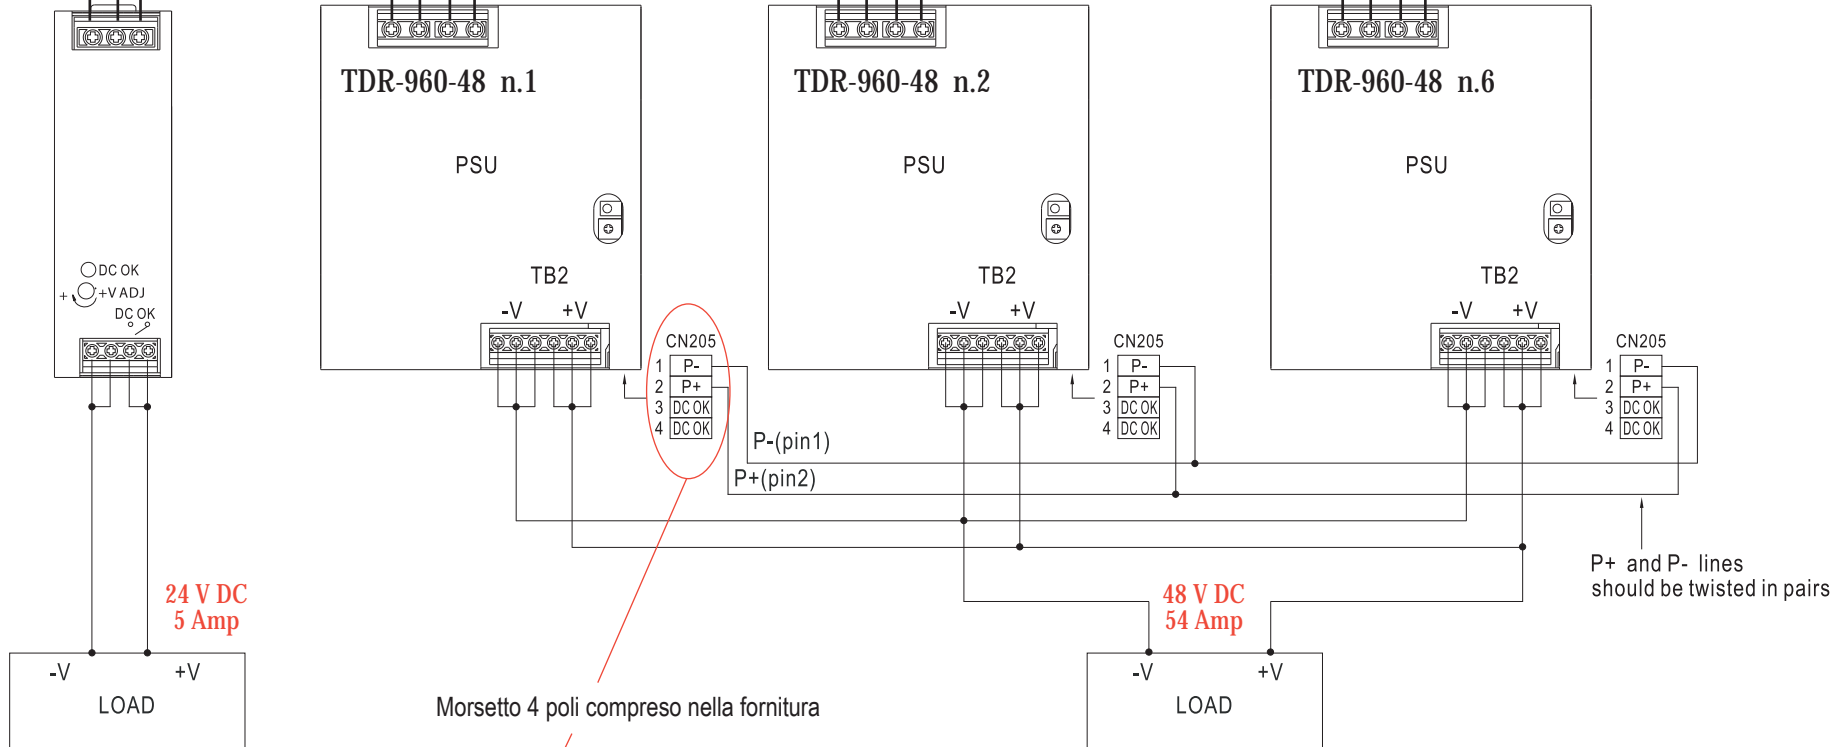 TDR-960-48 n.1
TDR-960-48 n.2
TDR-960-48 n.6
PSU
PSU
PSU
DC OK
+ +V ADJ
DC OK
TB2
-V +V
TB2
-V +V
TB2
-V +V
CN205
1 P-
2 P+
3 DC OK
4 DC OK
CN205
1 P-
2 P+
3 DC OK
4 DC OK
CN205
1 P-
2 P+
3 DC OK
4 DC OK
P-(pin1)
P+(pin2)
P+ and P- lines
should be twisted in pairs
24 V DC
5 Amp
48 V DC
54 Amp
-V +V
LOAD
Morsetto 4 poli compreso nella fornitura
-V +V
LOAD